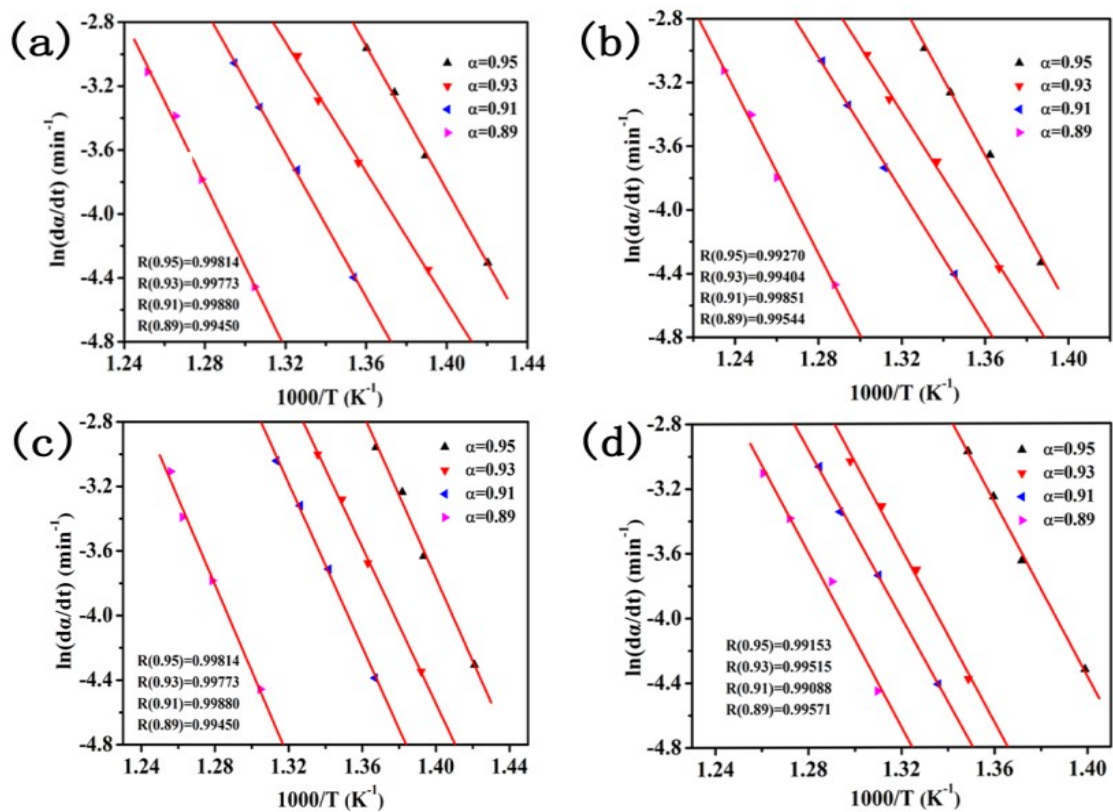 (a)
-2.8
-3.2
-3.6
-4.0
-4.4
-4.8
ln(dα/dt) (min⁻¹)
α=0.95
α=0.93
α=0.91
α=0.89
R(0.95)=0.99814
R(0.93)=0.99773
R(0.91)=0.99880
R(0.89)=0.99450
1.24 1.28 1.32 1.36 1.40 1.44
1000/T (K⁻¹)
(b)
-2.8
-3.2
-3.6
-4.0
-4.4
-4.8
ln(dα/dt) (min⁻¹)
α=0.95
α=0.93
α=0.91
α=0.89
R(0.95)=0.99270
R(0.93)=0.99404
R(0.91)=0.99851
R(0.89)=0.99544
1.24 1.28 1.32 1.36 1.40
1000/T (K⁻¹)
(c)
-2.8
-3.2
-3.6
-4.0
-4.4
-4.8
ln(dα/dt) (min⁻¹)
α=0.95
α=0.93
α=0.91
α=0.89
R(0.95)=0.99814
R(0.93)=0.99773
R(0.91)=0.99880
R(0.89)=0.99450
1.24 1.28 1.32 1.36 1.40 1.44
1000/T (K⁻¹)
(d)
-2.8
-3.2
-3.6
-4.0
-4.4
-4.8
ln(dα/dt) (min⁻¹)
α=0.95
α=0.93
α=0.91
α=0.89
R(0.95)=0.99153
R(0.93)=0.99515
R(0.91)=0.99088
R(0.89)=0.99571
1.24 1.28 1.32 1.36 1.40
1000/T (K⁻¹)